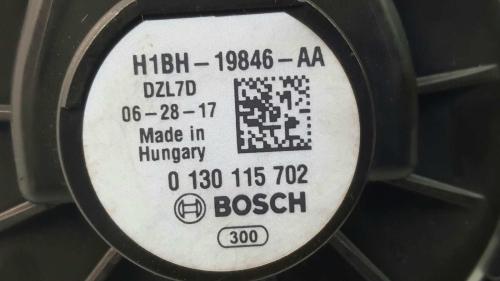 H1BH-19846-AA
DZL7D
06-28-17
Made in
Hungary
0 130 115 702
BOSCH
300